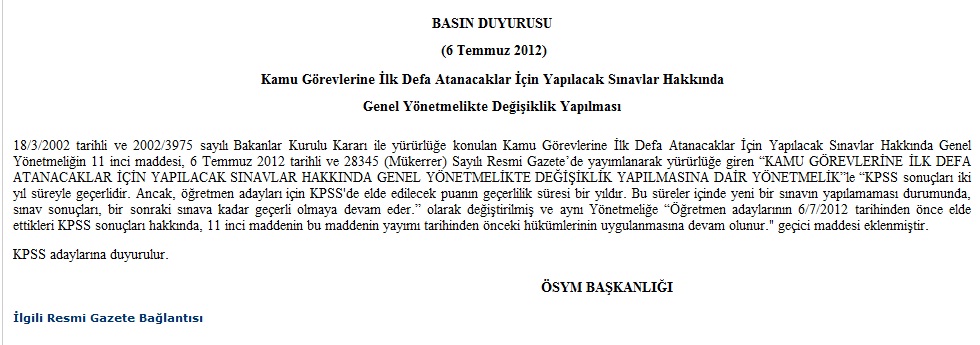 BASIN DUYURUSU
(6 Temmuz 2012)
Kamu Görevlerine İlk Defa Atanacaklar İçin Yapılacak Sınavlar Hakkında
Genel Yönetmelikte Değişiklik Yapılması
18/3/2002 tarihli ve 2002/3975 sayılı Bakanlar Kurulu Kararı ile yürürlüğe konulan Kamu Görevlerine İlk Defa Atanacaklar İçin Yapılacak Sınavlar Hakkında Genel
Yönetmeliğin 11 inci maddesi, 6 Temmuz 2012 tarihli ve 28345 (Mükerrer) Sayılı Resmi Gazete’de yayımlanarak yürürlüğe giren “KAMU GÖREVLERİNE İLK DEFA
ATANACAKLAR İÇİN YAPILACAK SINAVLAR HAKKINDA GENEL YÖNETMELİKTE DEĞİŞİKLİK YAPILMASINA DAİR YÖNETMELİK”le “KPSS sonuçları iki
yıl süreyle geçerlidir. Ancak, öğretmen adayları için KPSS'de elde edilecek puanın geçerlilik süresi bir yıldır. Bu süreler içinde yeni bir sınavın yapılamaması durumunda,
sınav sonuçları, bir sonraki sınava kadar geçerli olmaya devam eder.” olarak değiştirilmiş ve aynı Yönetmeliğe “Öğretmen adaylarının 6/7/2012 tarihinden önce elde
ettikleri KPSS sonuçları hakkında, 11 inci maddenin bu maddenin yayımı tarihinden önceki hükümlerinin uygulanmasına devam olunur." geçici maddesi eklenmiştir.
KPSS adaylarına duyurulur.
ÖSYM BAŞKANLIĞI
İlgili Resmi Gazete Bağlantısı